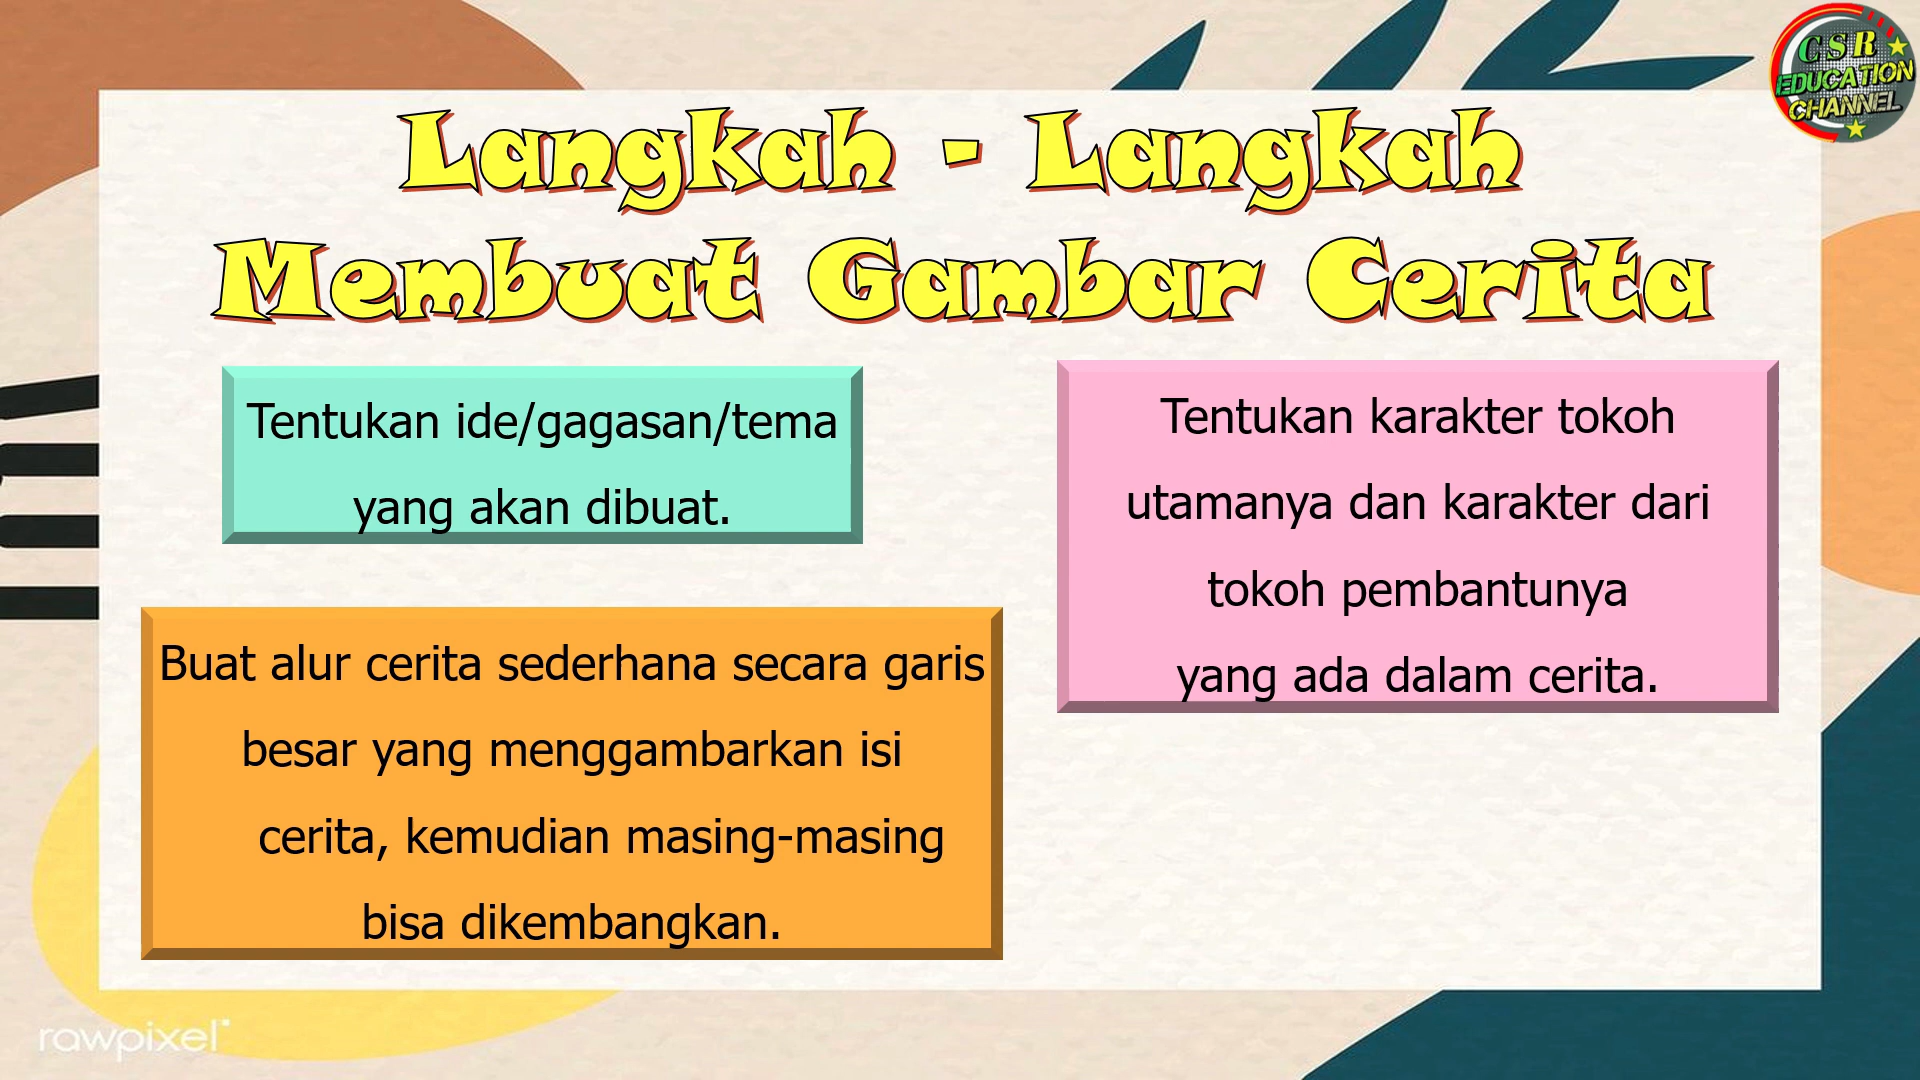 CSR
EDUCATION
CHANNEL
Langkah - Langkah
Membuat Gambar Cerita
Tentukan ide/gagasan/tema
yang akan dibuat.
Buat alur cerita sederhana secara garis
besar yang menggambarkan isi
cerita, kemudian masing-masing
bisa dikembangkan.
Tentukan karakter tokoh
utamanya dan karakter dari
tokoh pembantunya
yang ada dalam cerita.
rawpixel